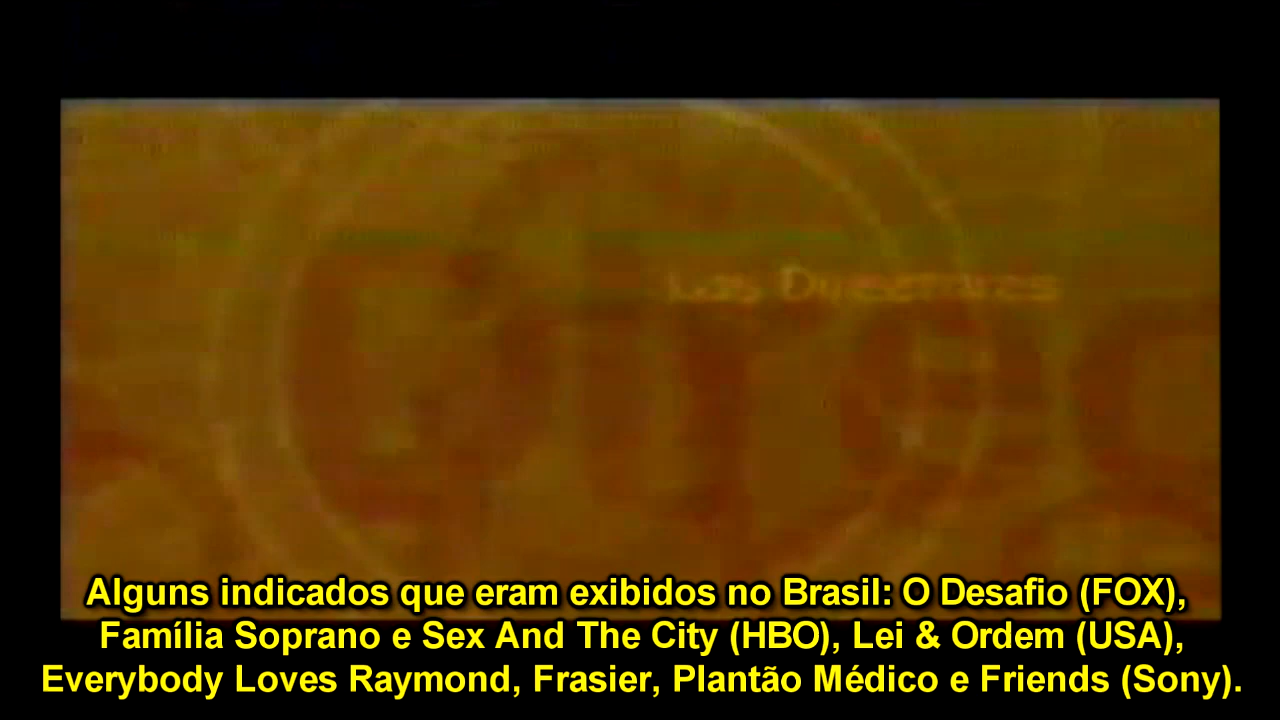 Alguns indicados que eram exibidos no Brasil: O Desafio (FOX),
Família Soprano e Sex And The City (HBO), Lei & Ordem (USA),
Everybody Loves Raymond, Frasier, Plantão Médico e Friends (Sony).